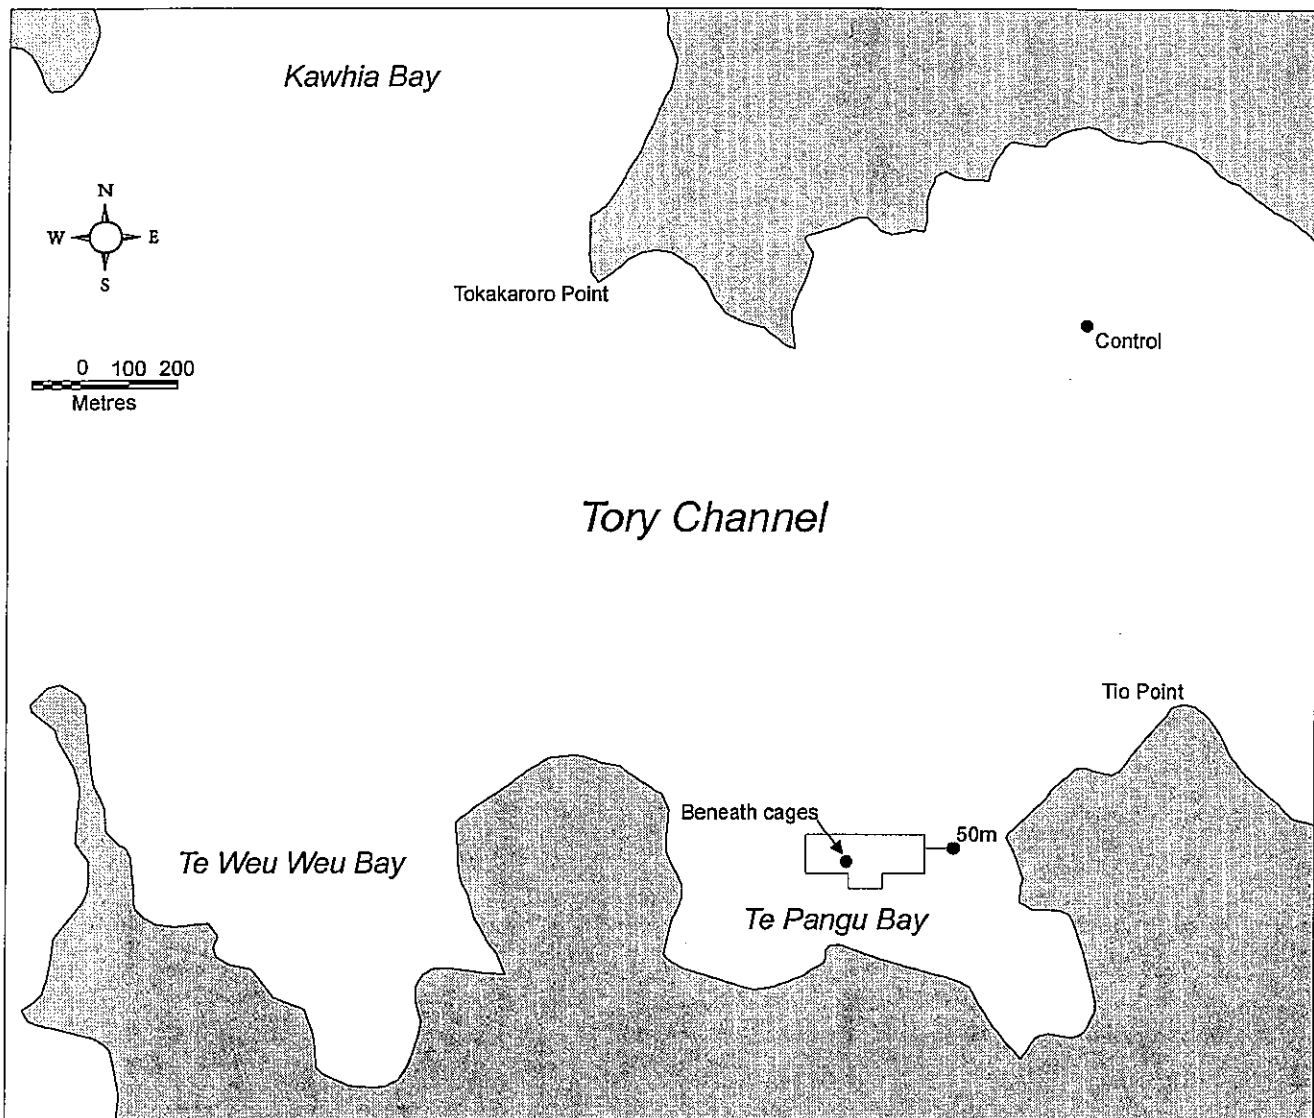 Kawhia Bay
N
W E
S
Tokakaroro Point
Control
0 100 200
Metres
Tory Channel
Tio Point
Beneath cages
50m
Te Weu Weu Bay
Te Pangu Bay